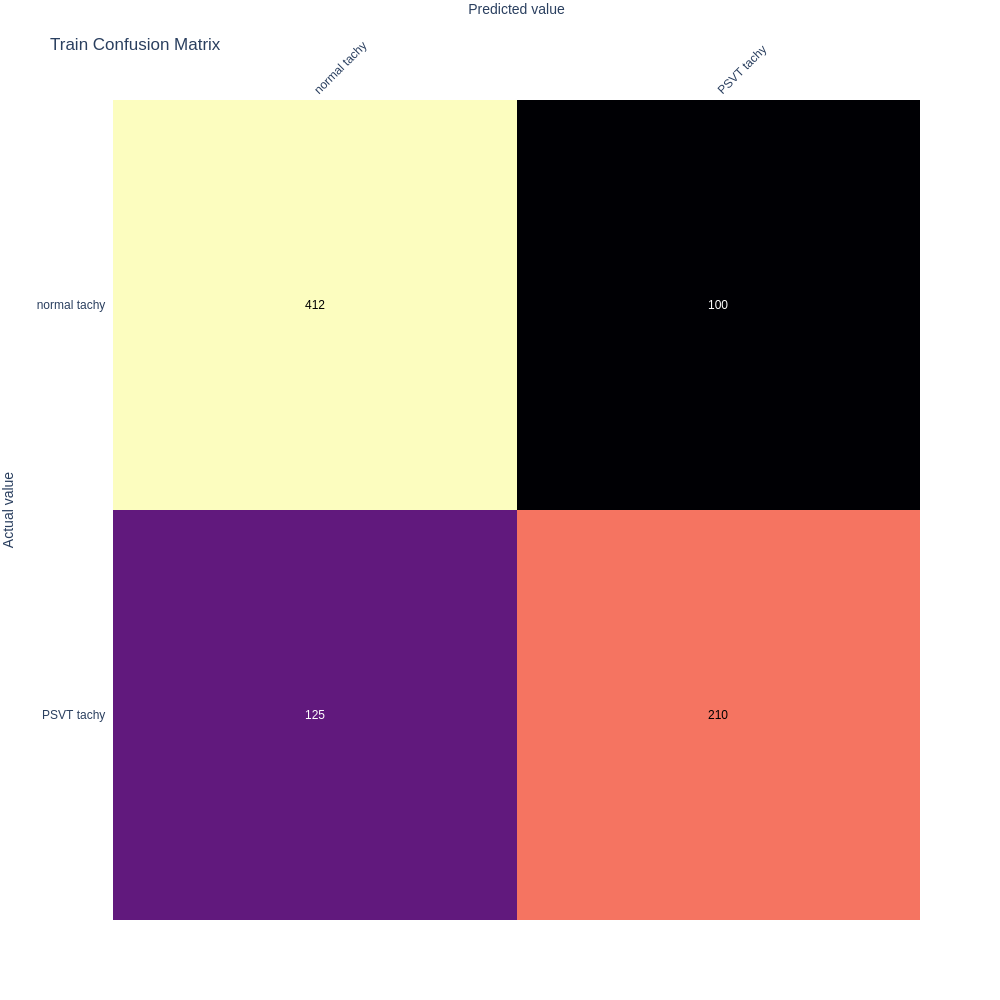 Predicted value
Train Confusion Matrix
normal tachy
PSVT tachy
normal tachy
412
100
Actual value
PSVT tachy
125
210